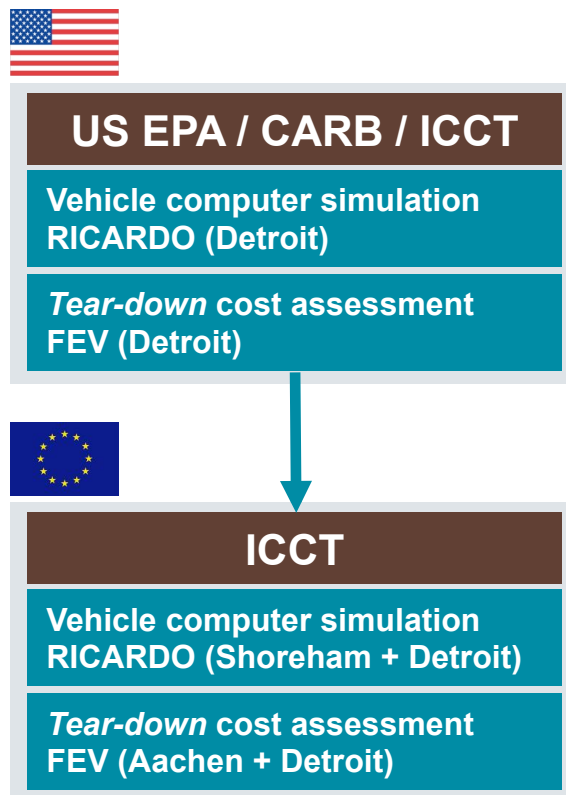 US EPA / CARB / ICCT
Vehicle computer simulation
RICARDO (Detroit)
Tear-down cost assessment
FEV (Detroit)
ICCT
Vehicle computer simulation
RICARDO (Shoreham + Detroit)
Tear-down cost assessment
FEV (Aachen + Detroit)